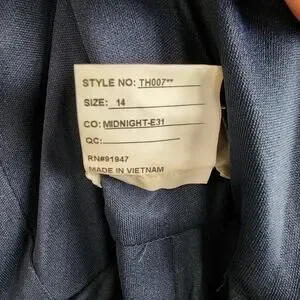 STYLE NO: TH007**
SIZE: 14
CO: MIDNIGHT-E31
QC:
RN#91947
MADE IN VIETNAM